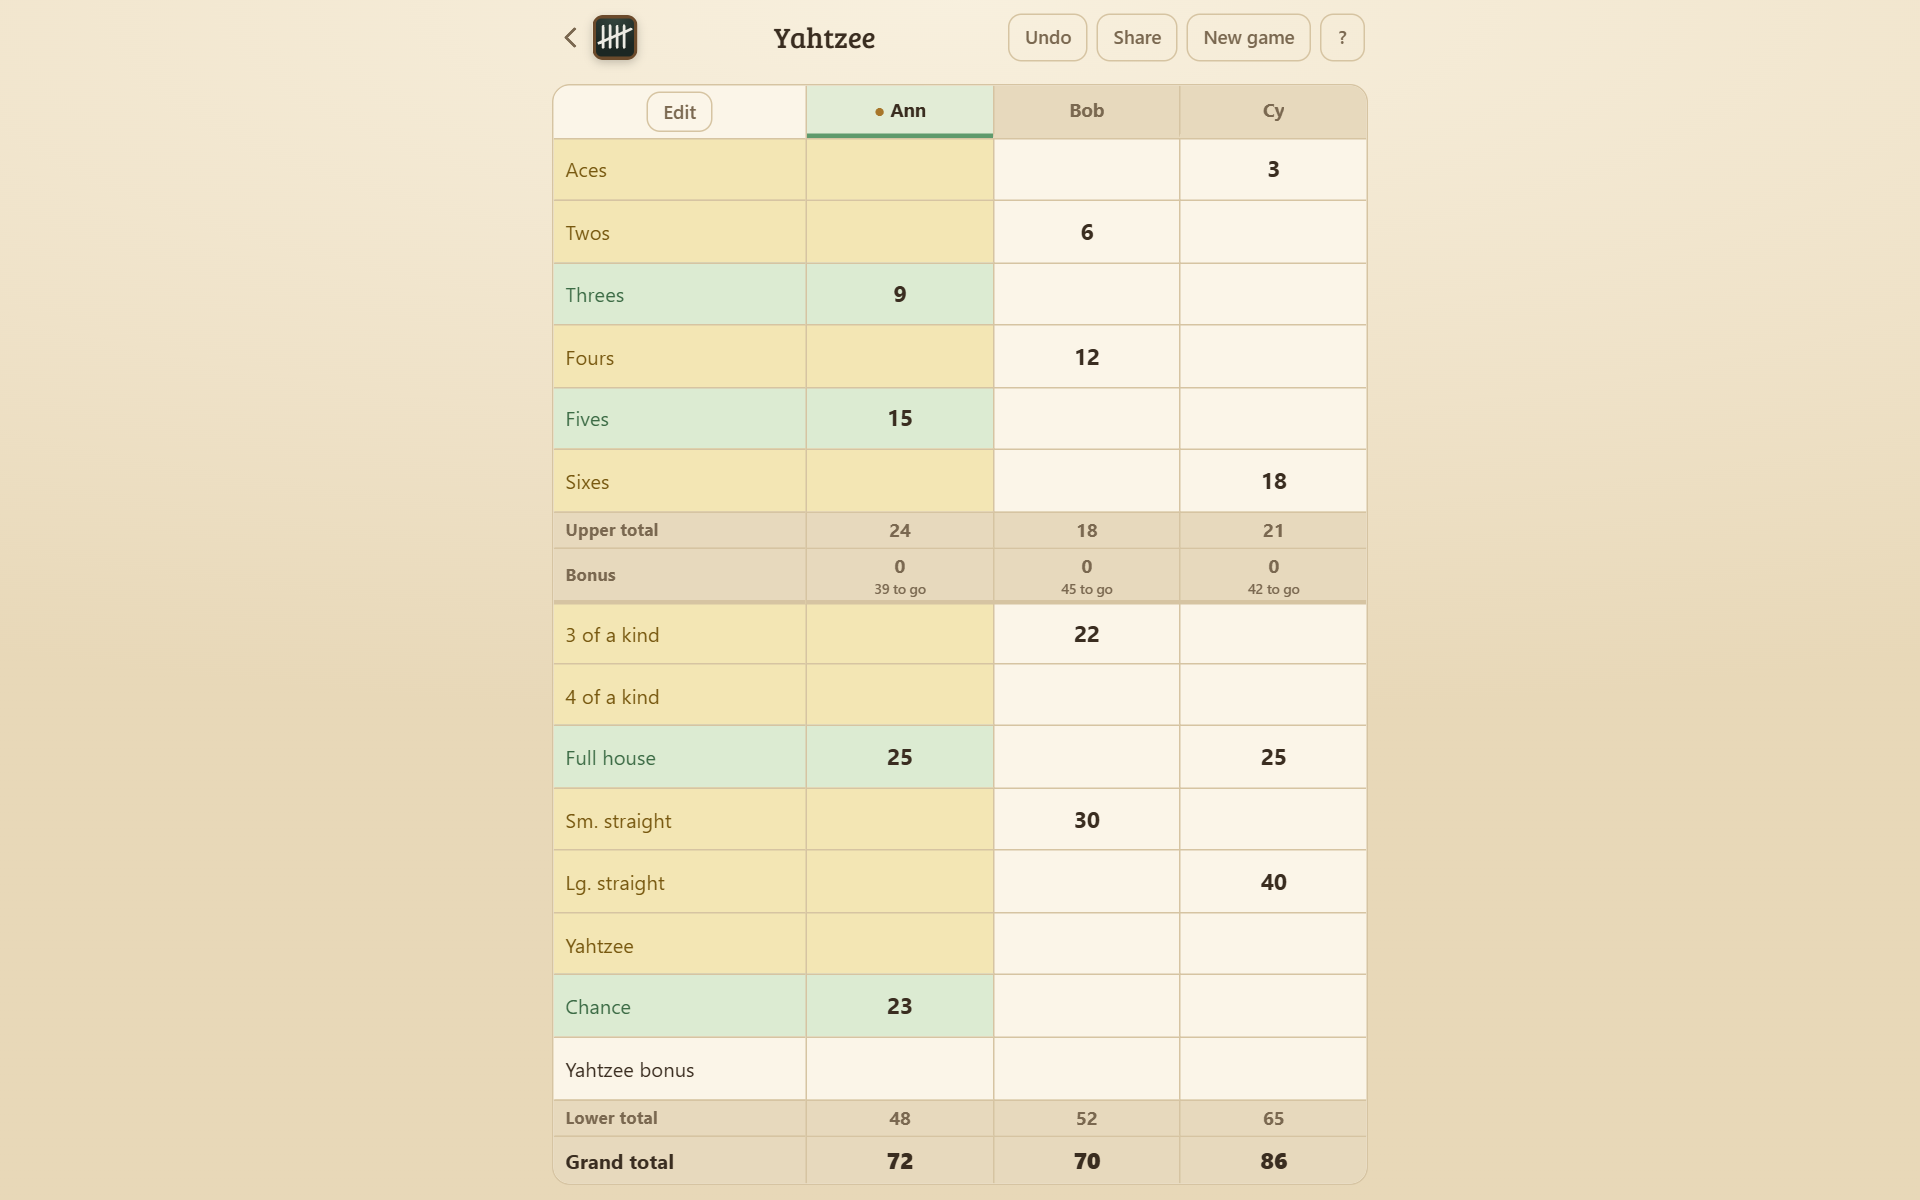 Yahtzee
Undo Share New game ?
Edit Ann Bob Cy
Aces 3
Twos 6
Threes 9
Fours 12
Fives 15
Sixes 18
Upper total 24 18 21
Bonus 0 0 0
39 to go 45 to go 42 to go
3 of a kind 22
4 of a kind
Full house 25 25
Sm. straight 30
Lg. straight 40
Yahtzee
Chance 23
Yahtzee bonus
Lower total 48 52 65
Grand total 72 70 86